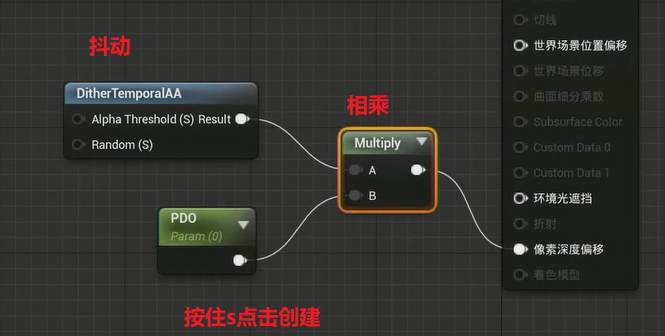 抖动
DitherTemporalAA
Alpha Threshold (S) Result
Random (S)
相乘
Multiply
A
B
PDO
Param (0)
按住s点击创建
切线
世界场景位置偏移
世界场景位移
曲面细分乘数
Subsurface Color
Custom Data 0
Custom Data 1
环境光遮挡
折射
像素深度偏移
着色模型